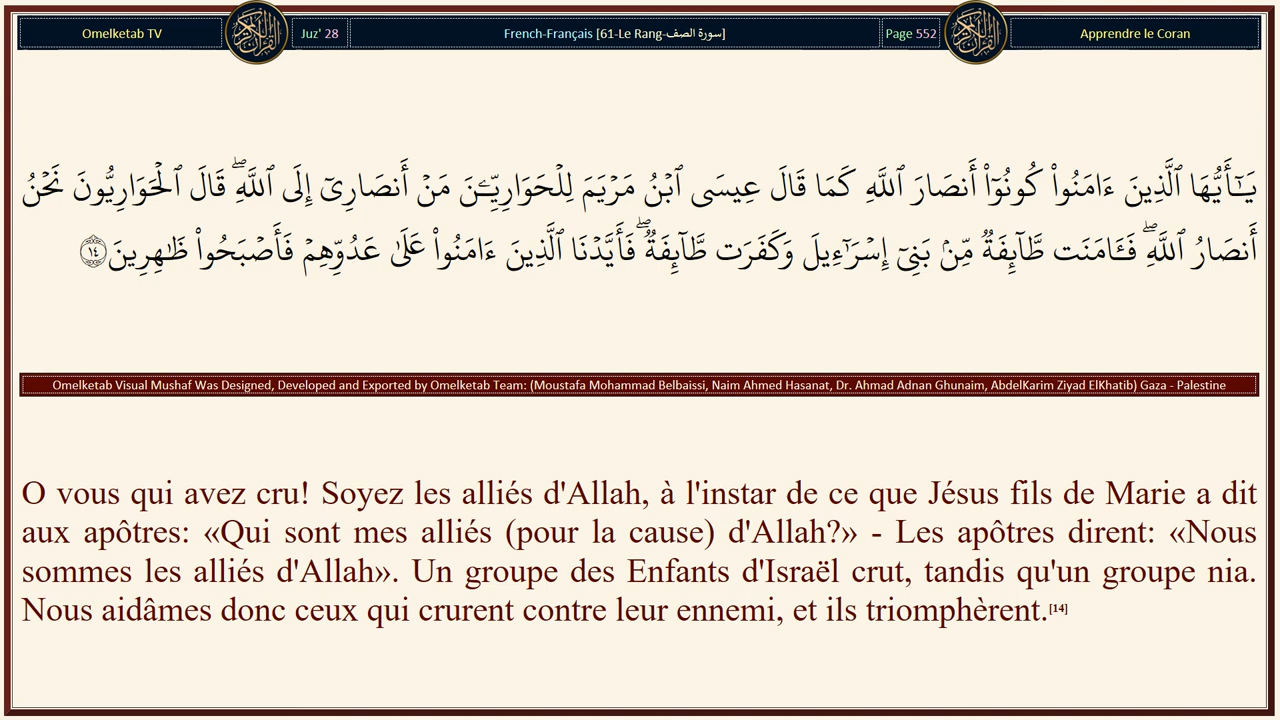 Omelketab TV
Juz' 28
French-Français [61-Le Rang-سورة الصف]
Page 552
Apprendre le Coran
يَـٰٓأَيُّهَا ٱلَّذِينَ ءَامَنُوا۟ كُونُوٓا۟ أَنصَارَ ٱللَّهِ كَمَا قَالَ عِيسَى ٱبْنُ مَرْيَمَ لِلْحَوَارِيِّـۧنَ مَنْ أَنصَارِىٓ إِلَى ٱللَّهِ ۖ قَالَ ٱلْحَوَارِيُّونَ نَحْنُ
أَنصَارُ ٱللَّهِ ۖ فَـَٔامَنَت طَّآئِفَةٌ مِّنۢ بَنِىٓ إِسْرَٰٓءِيلَ وَكَفَرَت طَّآئِفَةٌ ۖ فَأَيَّدْنَا ٱلَّذِينَ ءَامَنُوا۟ عَلَىٰ عَدُوِّهِمْ فَأَصْبَحُوا۟ ظَـٰهِرِينَ ١٤
Omelketab Visual Mushaf Was Designed, Developed and Exported by Omelketab Team: (Moustafa Mohammad Belbaissi, Naim Ahmed Hasanat, Dr. Ahmad Adnan Ghunaim, AbdelKarim Ziyad ElKhatib) Gaza - Palestine
O vous qui avez cru! Soyez les alliés d'Allah, à l'instar de ce que Jésus fils de Marie a dit
aux apôtres: «Qui sont mes alliés (pour la cause) d'Allah?» - Les apôtres dirent: «Nous
sommes les alliés d'Allah». Un groupe des Enfants d'Israël crut, tandis qu'un groupe nia.
Nous aidâmes donc ceux qui crurent contre leur ennemi, et ils triomphèrent.[14]